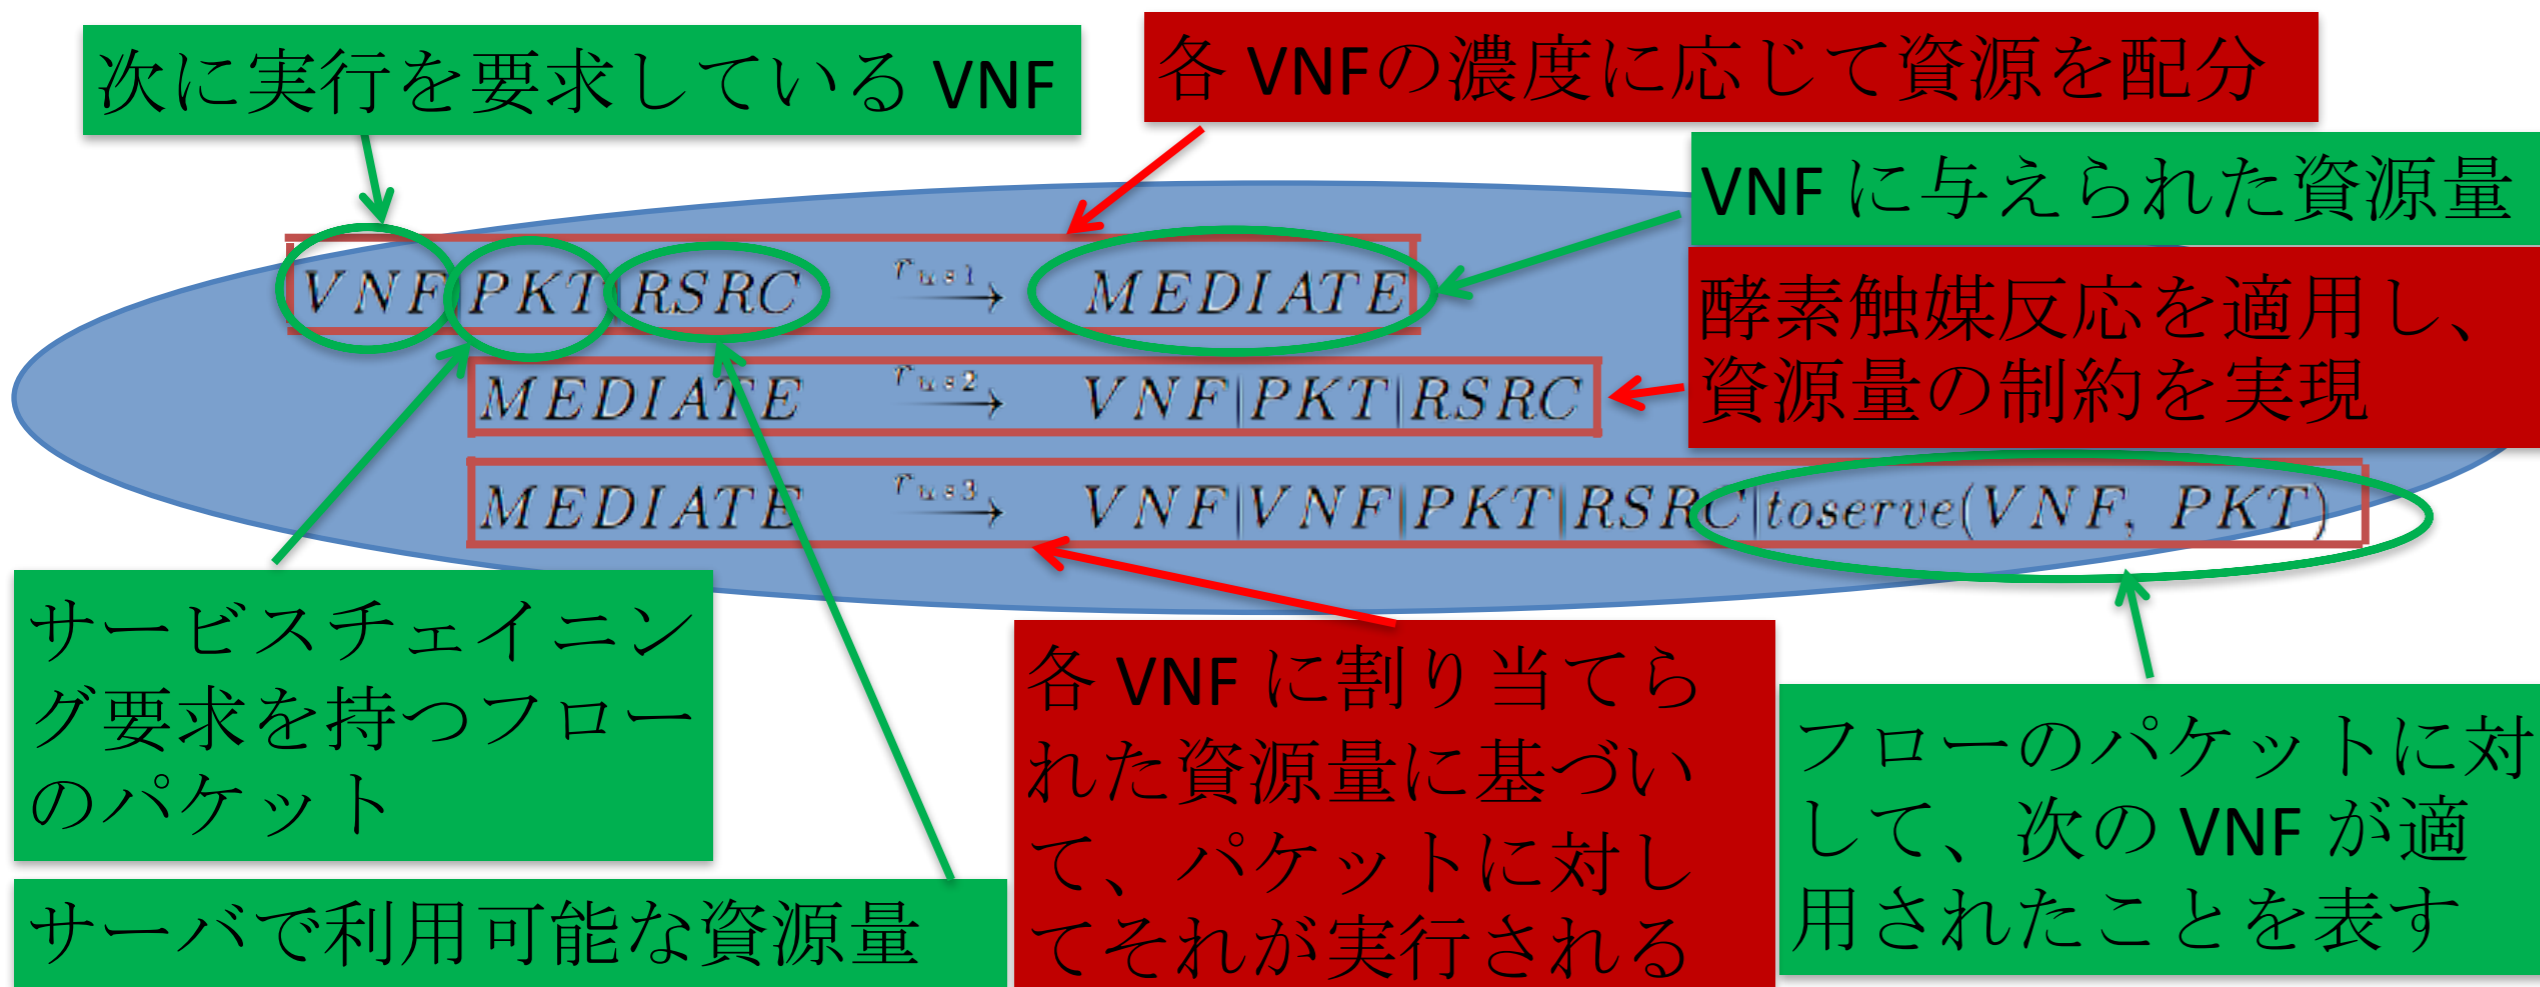 次に実行を要求している VNF
各 VNFの濃度に応じて資源を配分
VNF に与えられた資源量
酵素触媒反応を適用し、
資源量の制約を実現
VNF|PKT|RSRC r_us1→ MEDIATE
MEDIATE r_us2→ VNF|PKT|RSRC
MEDIATE r_us3→ VNF|VNF|PKT|RSRC|toserve(VNF, PKT)
サービスチェイニン
グ要求を持つフロー
のパケット
サーバで利用可能な資源量
各 VNF に割り当てら
れた資源量に基づい
て、パケットに対し
てそれが実行される
フローのパケットに対
して、次の VNF が適
用されたことを表す